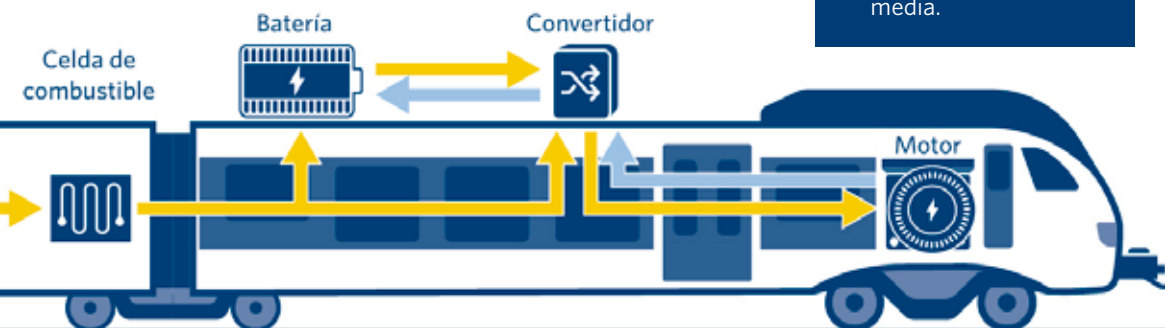 media.
Batería
Convertidor
Celda de
combustible
Motor